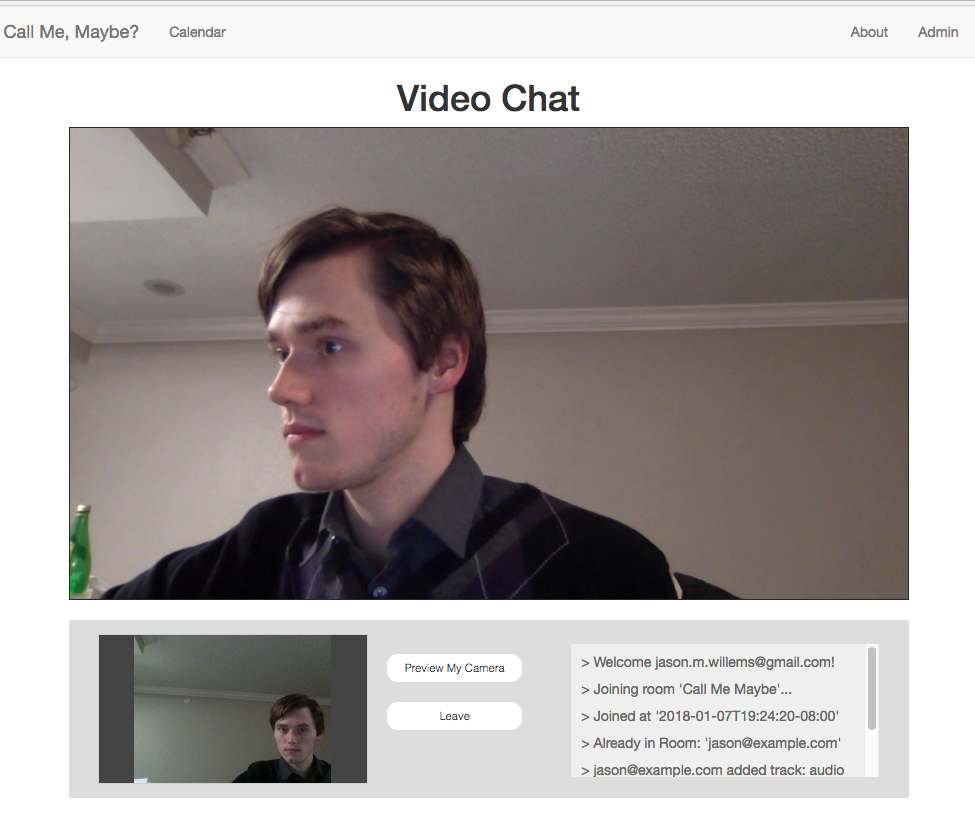 Call Me, Maybe? Calendar About Admin
Video Chat
Preview My Camera
Leave
> Welcome jason.m.willems@gmail.com!
> Joining room 'Call Me Maybe'...
> Joined at '2018-01-07T19:24:20-08:00'
> Already in Room: 'jason@example.com'
> jason@example.com added track: audio